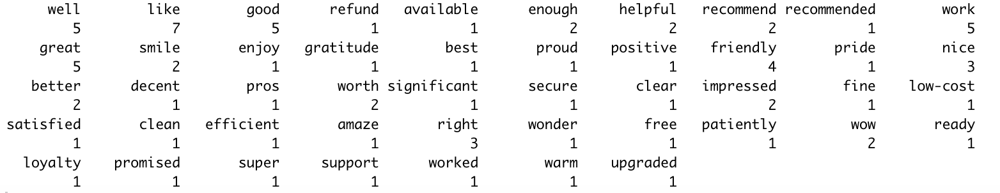 well like good refund available enough helpful recommend recommended work
5 7 5 1 1 2 2 2 1 5
great smile enjoy gratitude best proud positive friendly pride nice
5 2 1 1 1 1 1 4 1 3
better decent pros worth significant secure clear impressed fine low-cost
2 1 1 2 1 1 1 2 1 1
satisfied clean efficient amaze right wonder free patiently wow ready
1 1 1 1 3 1 1 1 2 1
loyalty promised super support worked warm upgraded
1 1 1 1 1 1 1